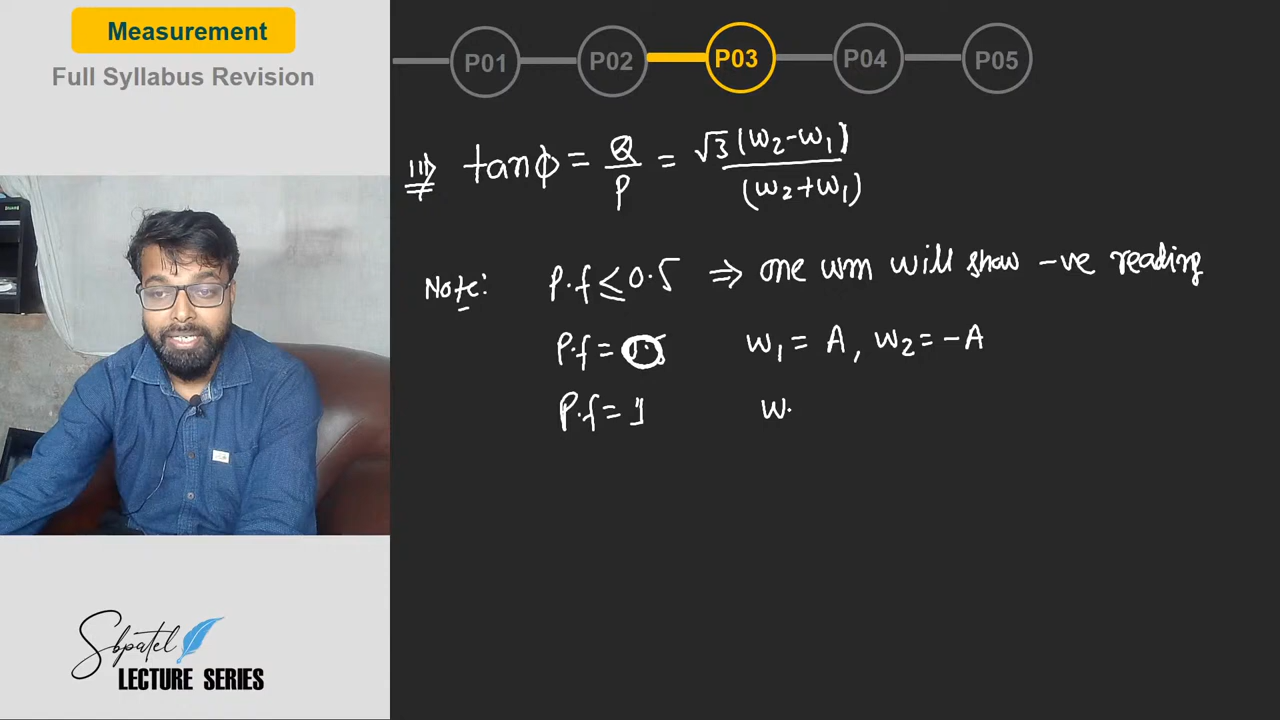 Measurement
Full Syllabus Revision
P01 P02 P03 P04 P05
iii) tanφ = Q/P = √3(w₂-w₁)/(w₂+w₁)
Note: P.f ≤ 0.5 ⇒ one wm will show -ve reading
P.f = 0 w₁ = A, w₂ = -A
P.f = 1 w.
Sbpatel
LECTURE SERIES